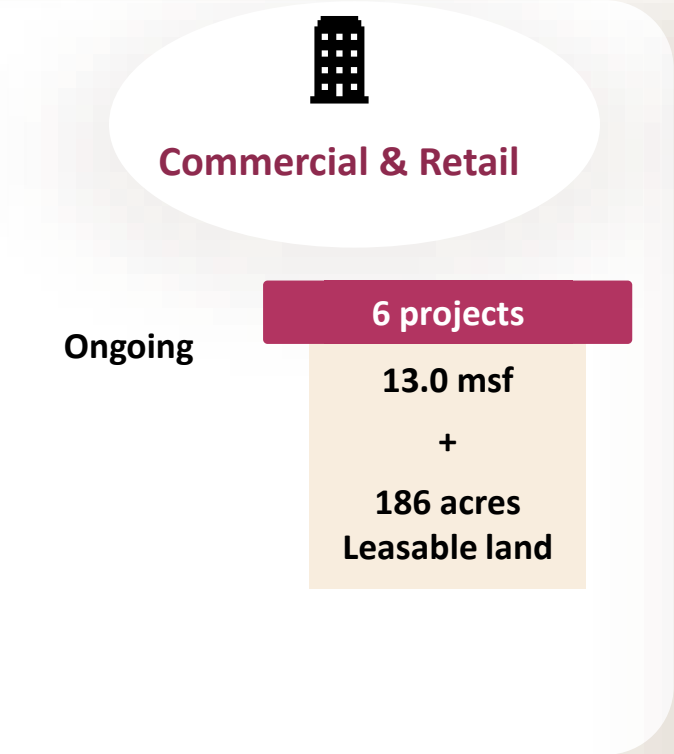 Commercial & Retail
6 projects
Ongoing
13.0 msf
+
186 acres
Leasable land